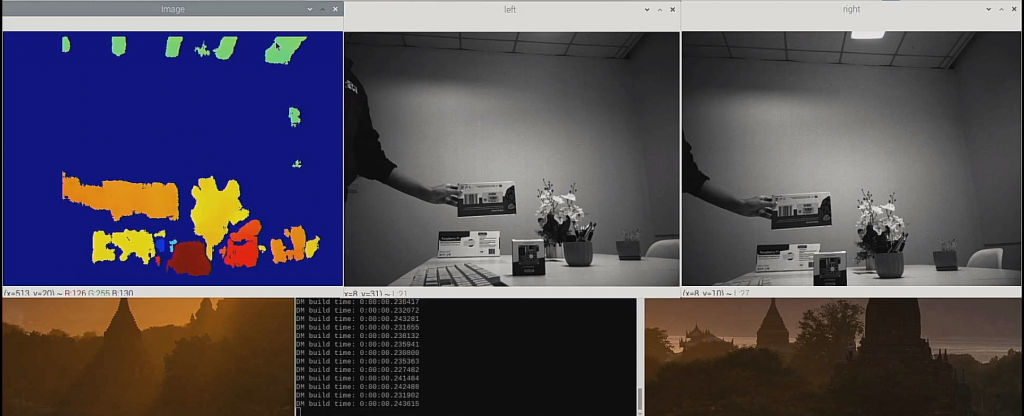 Image
left
right
(x=513, y=20) ~ R:126 G:255 B:130
(x=8, y=31) ~ L:21
(x=8, y=10) ~ L:27
DM build time: 0:00:00.236417
DM build time: 0:00:00.232072
DM build time: 0:00:00.243281
DM build time: 0:00:00.231655
DM build time: 0:00:00.238132
DM build time: 0:00:00.235941
DM build time: 0:00:00.238800
DM build time: 0:00:00.235363
DM build time: 0:00:00.227482
DM build time: 0:00:00.241484
DM build time: 0:00:00.242488
DM build time: 0:00:00.231902
DM build time: 0:00:00.243615